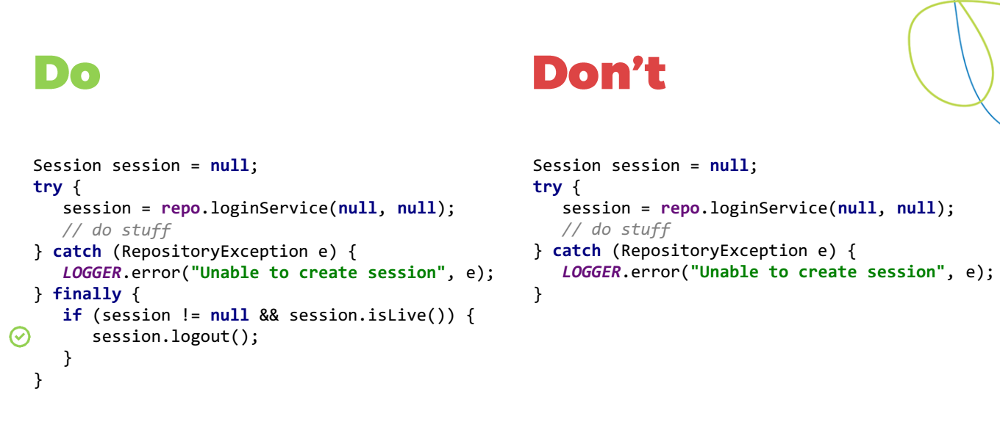 Do
Session session = null;
try {
   session = repo.loginService(null, null);
   // do stuff
} catch (RepositoryException e) {
   LOGGER.error("Unable to create session", e);
} finally {
   if (session != null && session.isLive()) {
      session.logout();
   }
}
Don’t
Session session = null;
try {
   session = repo.loginService(null, null);
   // do stuff
} catch (RepositoryException e) {
   LOGGER.error("Unable to create session", e);
}